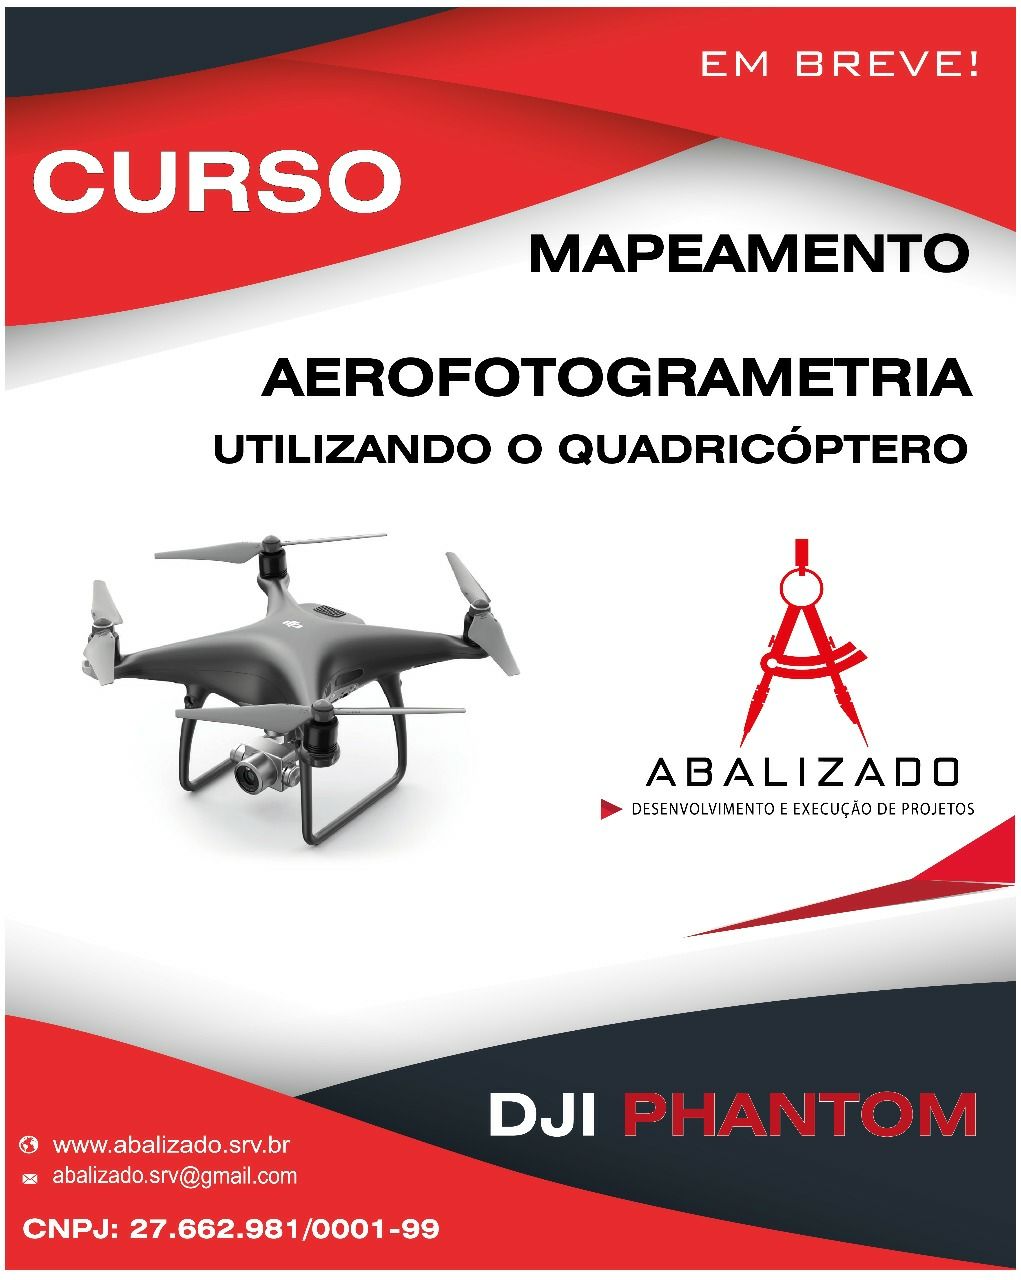 EM BREVE!
CURSO
MAPEAMENTO
AEROFOTOGRAMETRIA
UTILIZANDO O QUADRICÓPTERO
ABALIZADO
DESENVOLVIMENTO E EXECUÇÃO DE PROJETOS
DJI PHANTOM
www.abalizado.srv.br
abalizado.srv@gmail.com
CNPJ: 27.662.981/0001-99